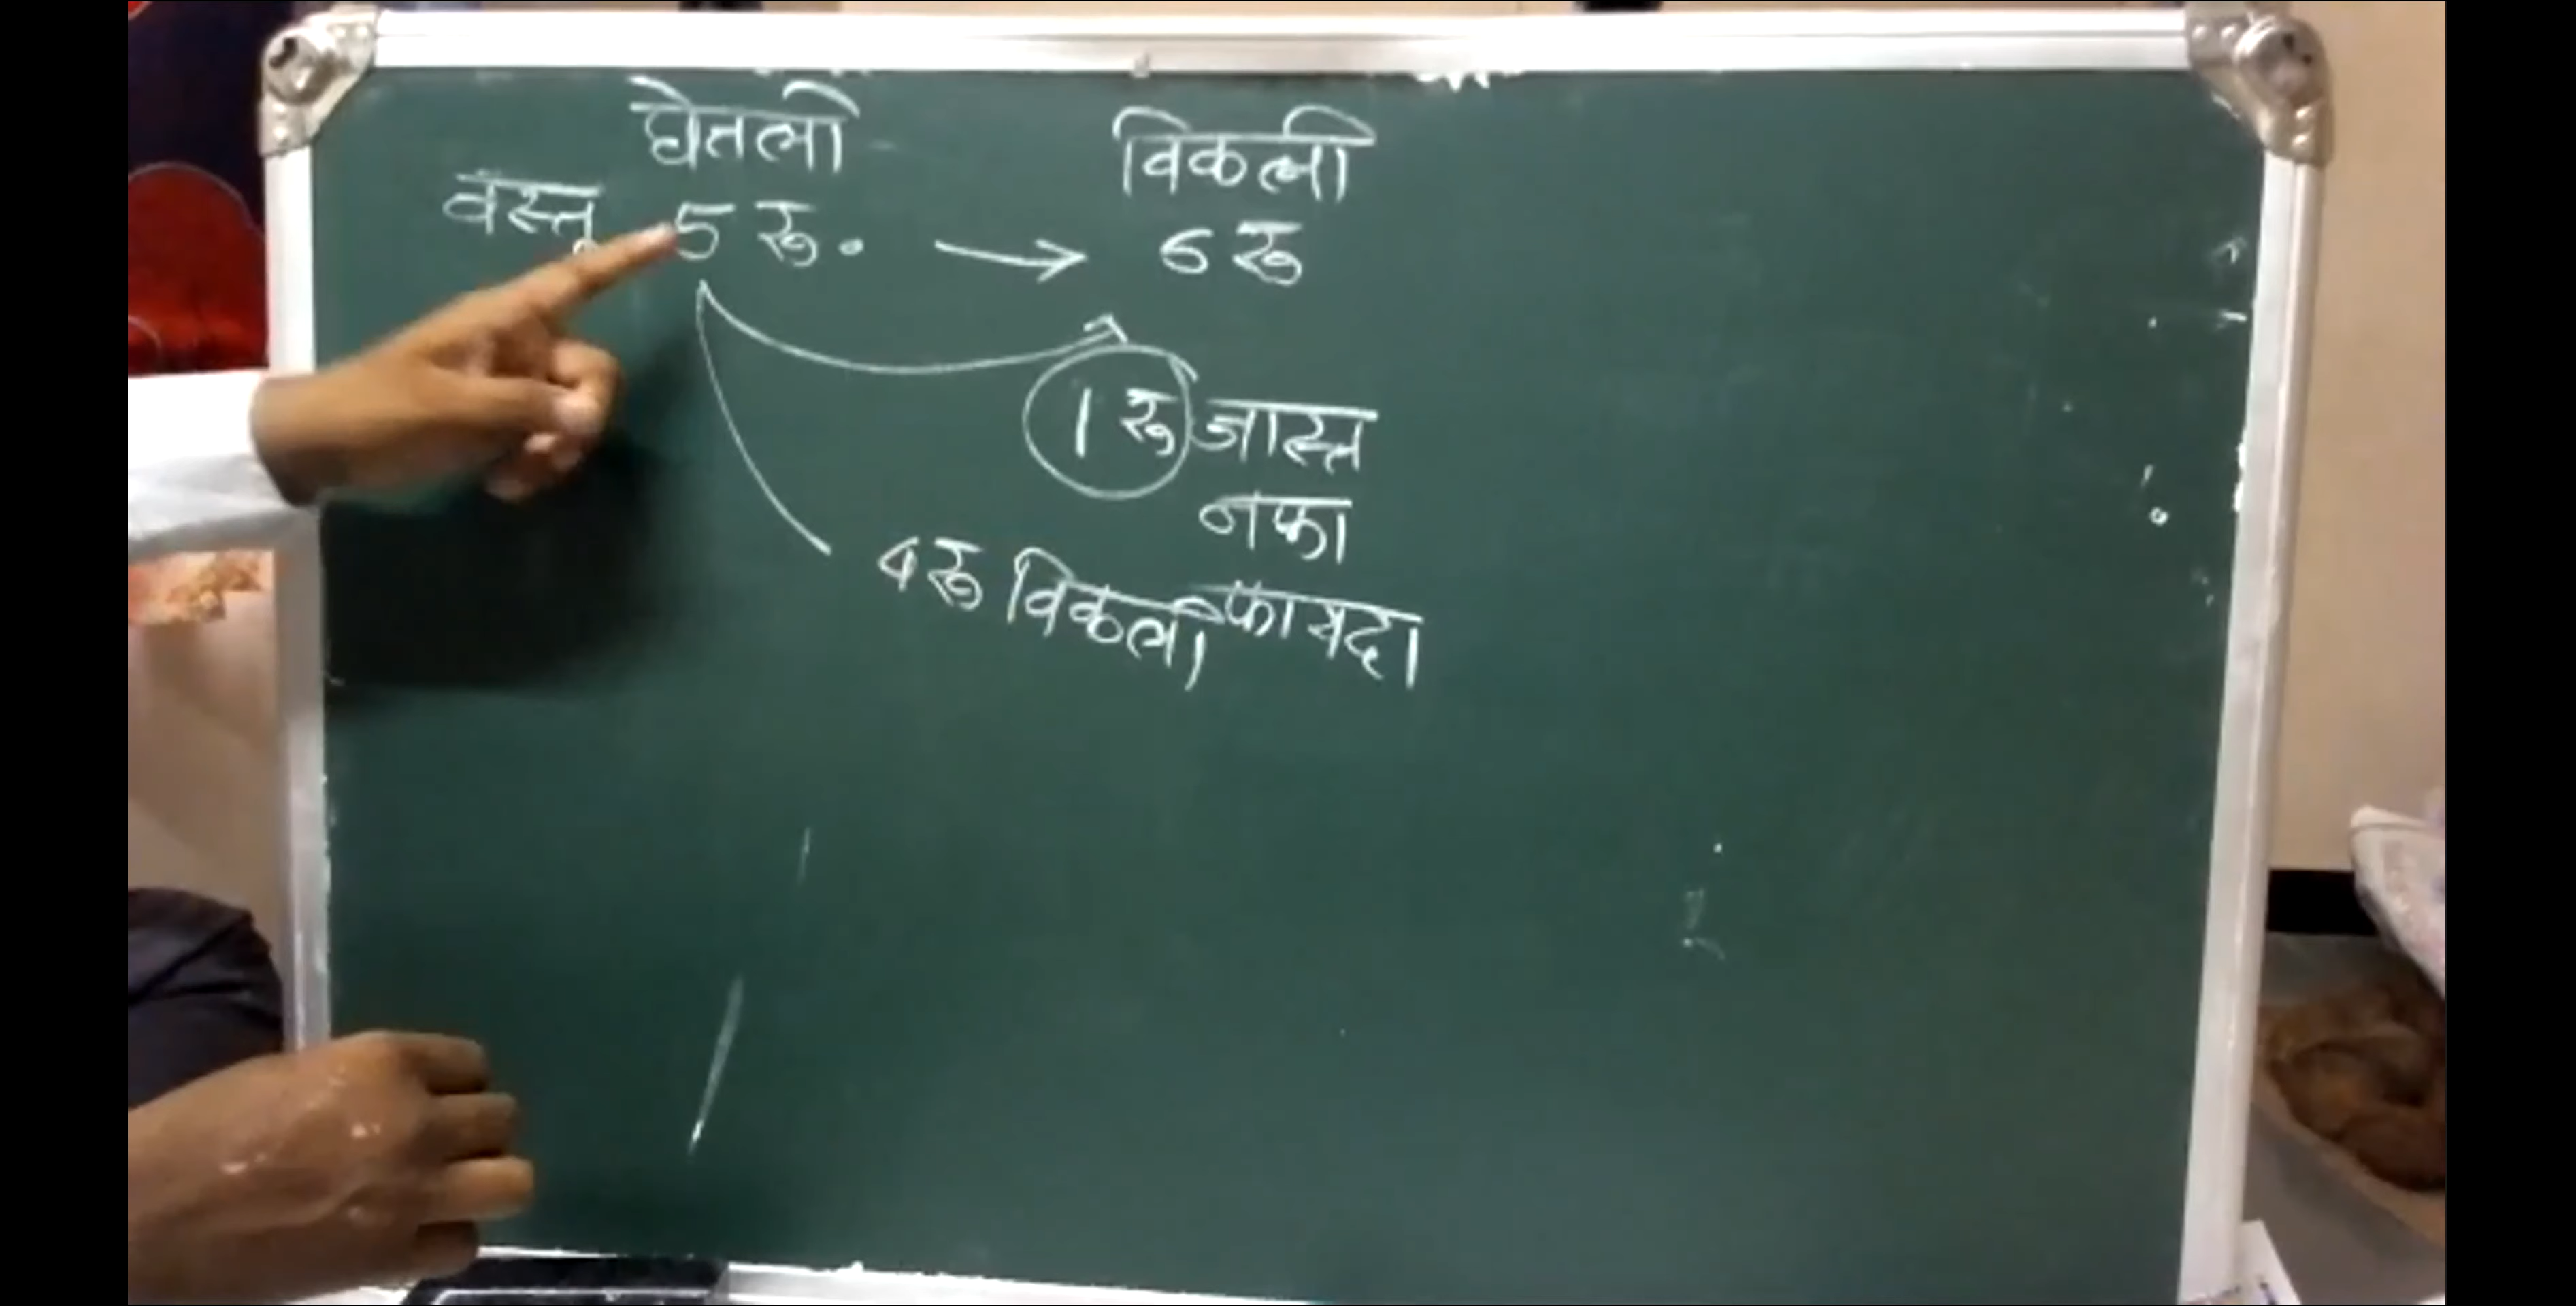 घेतली
विकली
वस्तू 5 रु. → 6 रु
1 रु जास्त
नफा
4 रु विकली फायदा